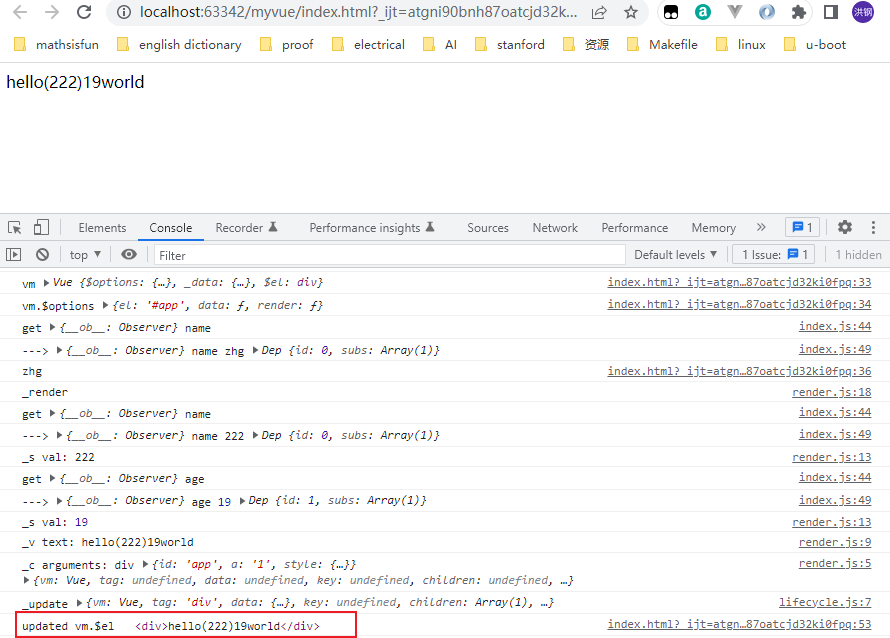 localhost:63342/myvue/index.html?_ijt=atgni90bnh87oatcjd32k...
洪钢
mathsisfun english dictionary proof electrical AI stanford 资源 Makefile linux u-boot
hello(222)19world
Elements Console Recorder Performance insights Sources Network Performance Memory » 1
top ▼ Filter Default levels ▼ 1 Issue: 1 1 hidden
vm ▶Vue {$options: {…}, _data: {…}, $el: div} index.html?_ijt=atgn…87oatcjd32ki0fpq:33
vm.$options ▶{el: '#app', data: ƒ, render: ƒ} index.html?_ijt=atgn…87oatcjd32ki0fpq:34
get ▶{__ob__: Observer} name index.js:44
---> ▶{__ob__: Observer} name zhg ▶Dep {id: 0, subs: Array(1)} index.js:49
zhg index.html?_ijt=atgn…87oatcjd32ki0fpq:36
_render render.js:18
get ▶{__ob__: Observer} name index.js:44
---> ▶{__ob__: Observer} name 222 ▶Dep {id: 0, subs: Array(1)} index.js:49
_s val: 222 render.js:13
get ▶{__ob__: Observer} age index.js:44
---> ▶{__ob__: Observer} age 19 ▶Dep {id: 1, subs: Array(1)} index.js:49
_s val: 19 render.js:13
_v text: hello(222)19world render.js:9
_c arguments: div ▶{id: 'app', a: '1', style: {…}} render.js:5
▶{vm: Vue, tag: undefined, data: undefined, key: undefined, children: undefined, …}
_update ▶{vm: Vue, tag: 'div', data: {…}, key: undefined, children: Array(1), …} lifecycle.js:7
updated vm.$el <div>hello(222)19world</div> index.html?_ijt=atgn…87oatcjd32ki0fpq:53